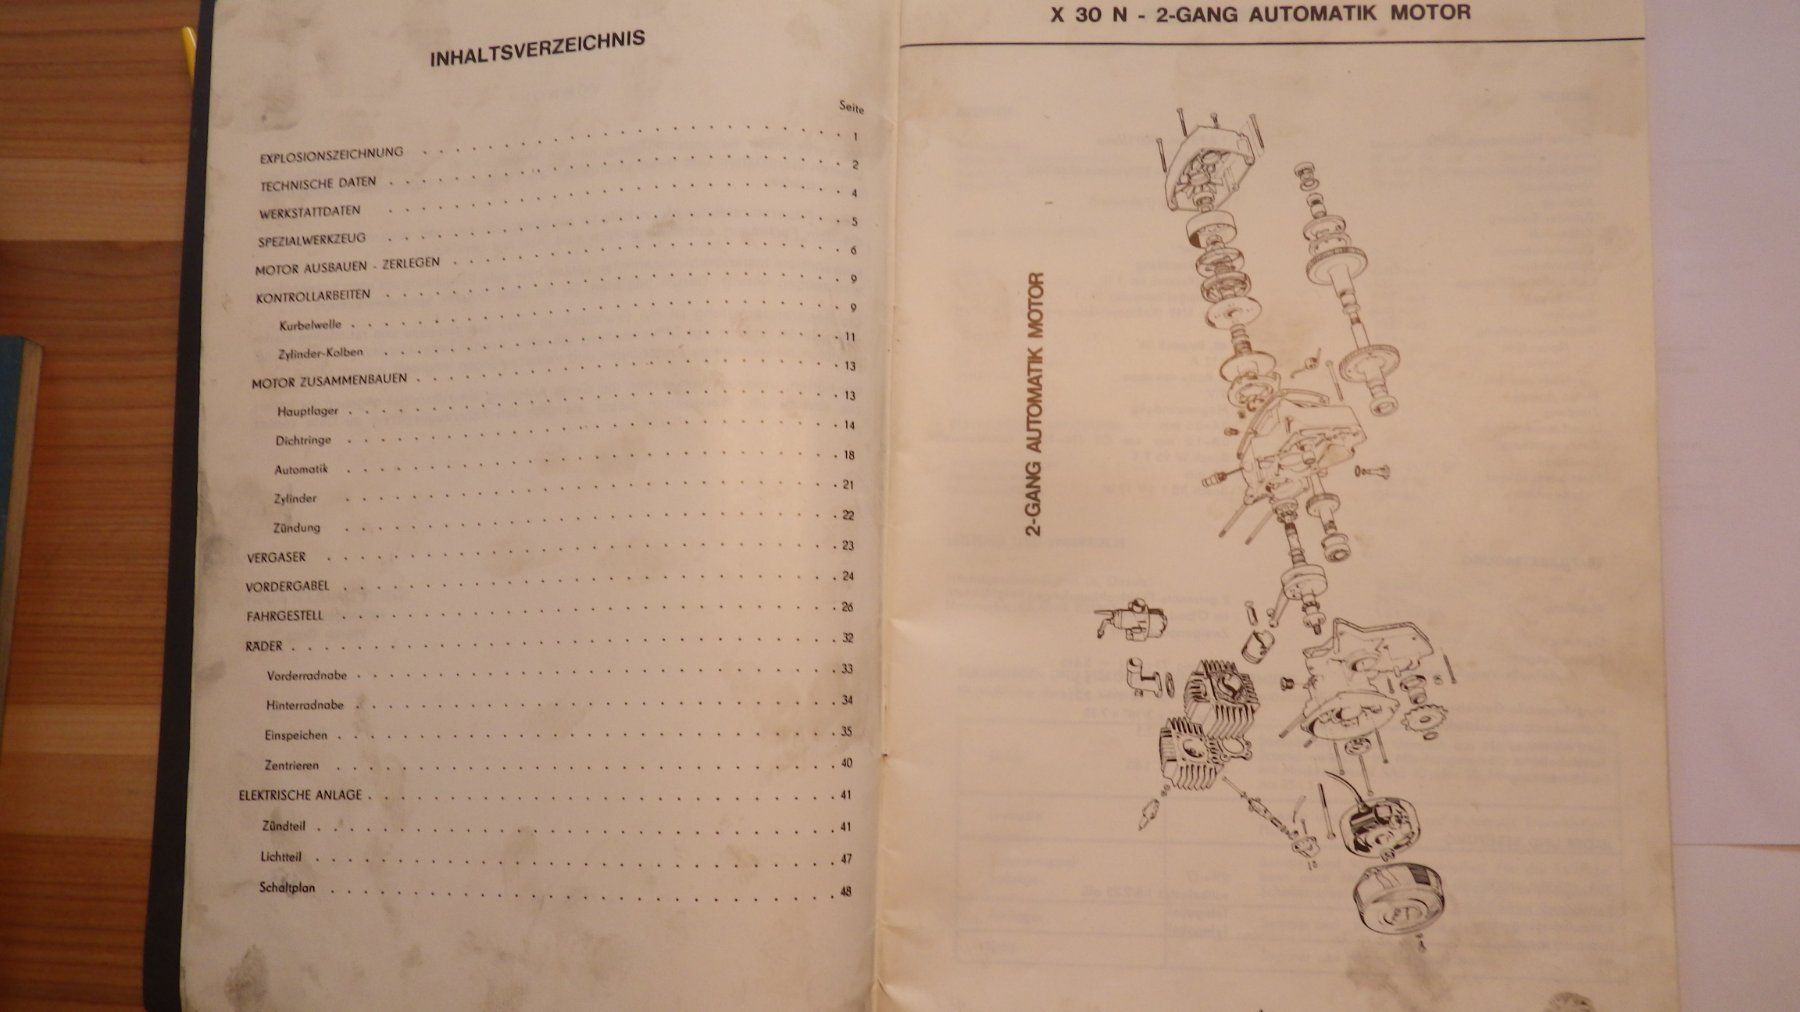 INHALTSVERZEICHNIS
Seite
EXPLOSIONSZEICHNUNG 1
TECHNISCHE DATEN 2
WERKSTATTDATEN 4
SPEZIALWERKZEUG 5
MOTOR AUSBAUEN - ZERLEGEN 6
KONTROLLARBEITEN 9
Kurbelwelle 9
Zylinder-Kolben 11
MOTOR ZUSAMMENBAUEN 13
Hauptlager 13
Dichtringe 14
Automatik 18
Zylinder 21
Zündung 22
VERGASER 23
VORDERGABEL 24
FAHRGESTELL 26
RÄDER 32
Vorderradnabe 33
Hinterradnabe 34
Einspeichen 35
Zentrieren 40
ELEKTRISCHE ANLAGE 41
Zündteil 41
Lichtteil 47
Schaltplan 48
X 30 N - 2-GANG AUTOMATIK MOTOR
2-GANG AUTOMATIK MOTOR